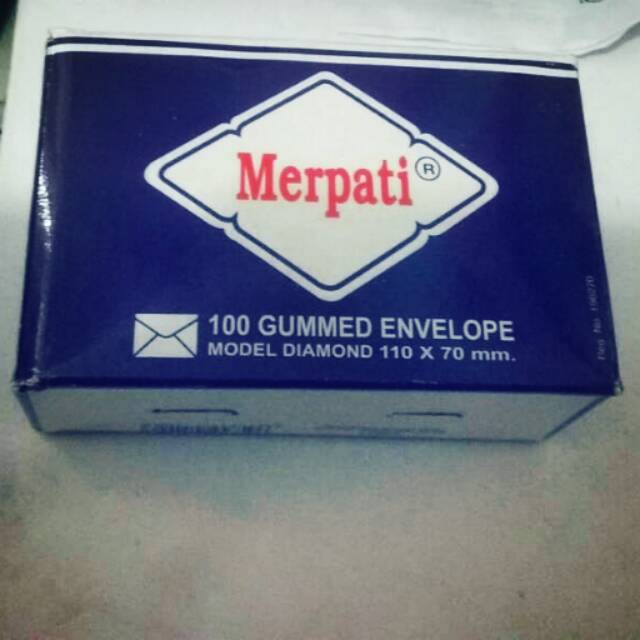 Merpati®
100 GUMMED ENVELOPE
MODEL DIAMOND 110 X 70 mm.